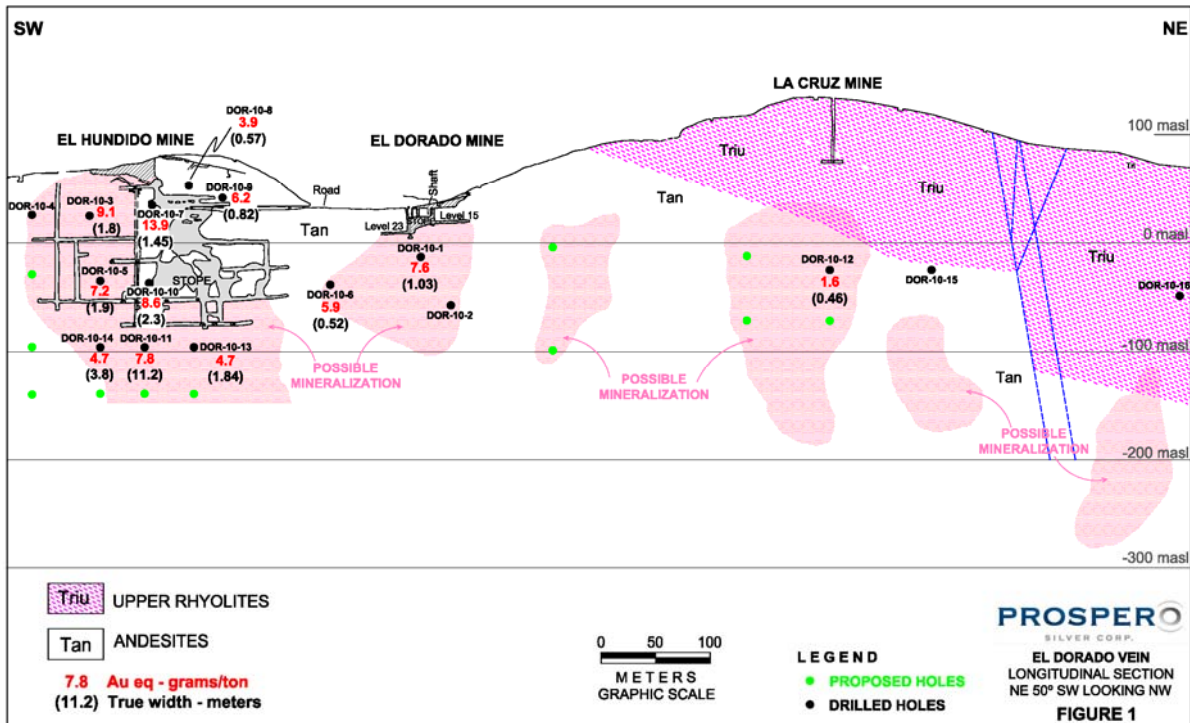 SW
NE
LA CRUZ MINE
DOR-10-8
3.9
(0.57)
EL HUNDIDO MINE
EL DORADO MINE
100 masl
Triu
DOR-10-9
6.2
(0.82)
Road
Shaft
Tan
Triu
DOR-10-4
DOR-10-3
9.1
(1.8)
DOR-10-7
13.9
(1.45)
Tan
STOPE
Level 15
Level 23
0 masl
DOR-10-1
7.6
(1.03)
Triu
DOR-10-5
7.2
(1.9)
DOR-10-10
8.6
(2.3)
STOPE
DOR-10-6
5.9
(0.52)
DOR-10-2
DOR-10-12
1.6
(0.46)
DOR-10-15
DOR-10-16
DOR-10-14
4.7
(3.8)
DOR-10-11
7.8
(11.2)
DOR-10-13
4.7
(1.84)
-100 masl
POSSIBLE
MINERALIZATION
POSSIBLE
MINERALIZATION
Tan
POSSIBLE
MINERALIZATION
-200 masl
-300 masl
Triu UPPER RHYOLITES
Tan ANDESITES
7.8 Au eq - grams/ton
(11.2) True width - meters
0 50 100
METERS
GRAPHIC SCALE
LEGEND
PROPOSED HOLES
DRILLED HOLES
PROSPERO
SILVER CORP.
EL DORADO VEIN
LONGITUDINAL SECTION
NE 50º SW LOOKING NW
FIGURE 1